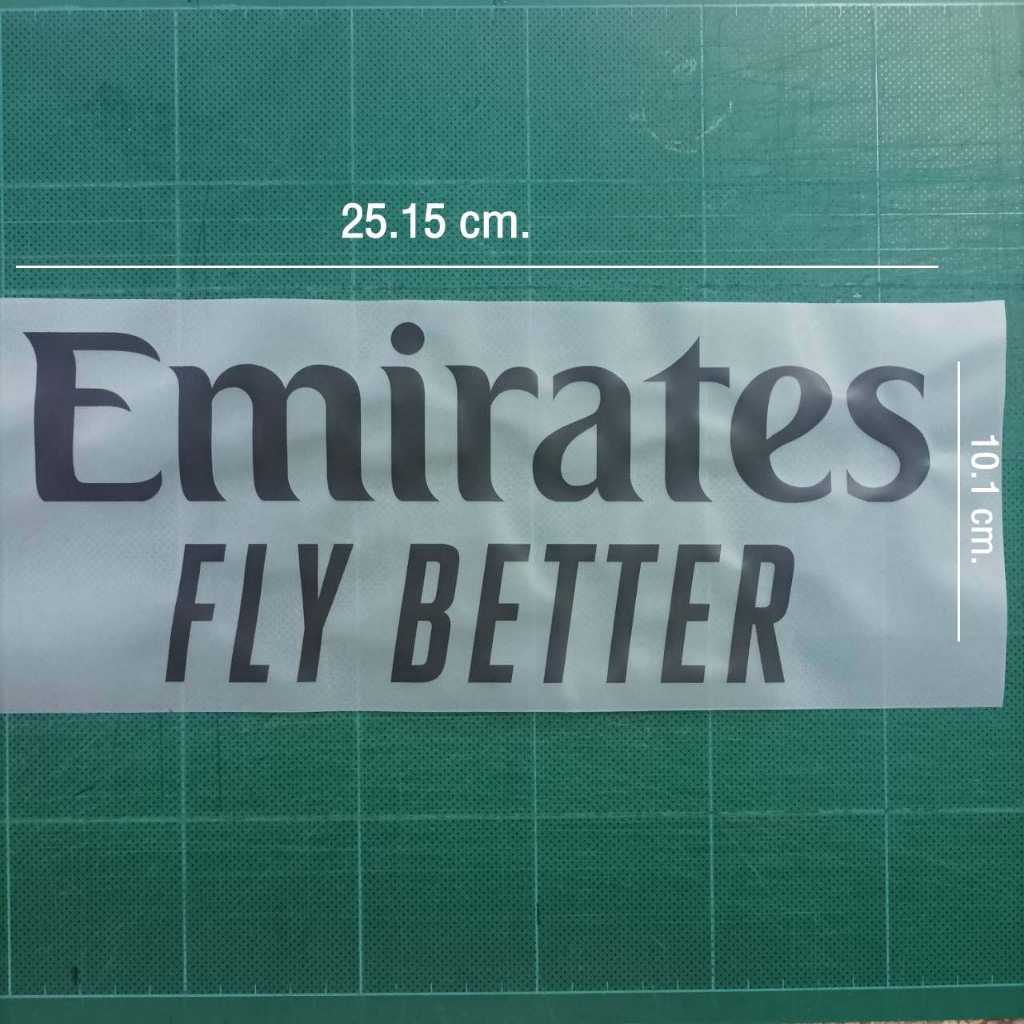 25.15 cm.
Emirates
FLY BETTER
10.1 cm.